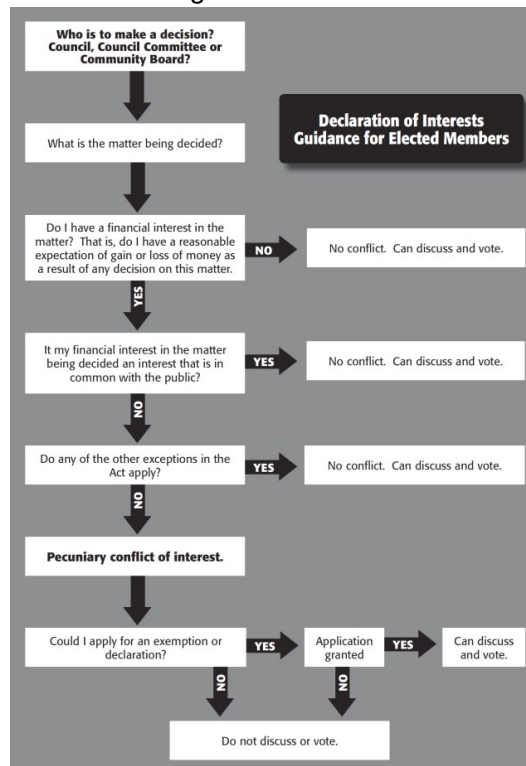 Who is to make a decision?
Council, Council Committee or
Community Board?
Declaration of Interests
Guidance for Elected Members
What is the matter being decided?
Do I have a financial interest in the
matter? That is, do I have a reasonable
expectation of gain or loss of money as
a result of any decision on this matter.
NO
No conflict. Can discuss and vote.
YES
It my financial interest in the matter
being decided an interest that is in
common with the public?
YES
No conflict. Can discuss and vote.
NO
Do any of the other exceptions in the
Act apply?
YES
No conflict. Can discuss and vote.
NO
Pecuniary conflict of interest.
Could I apply for an exemption or
declaration?
YES
Application
granted
YES
Can discuss
and vote.
NO
NO
Do not discuss or vote.